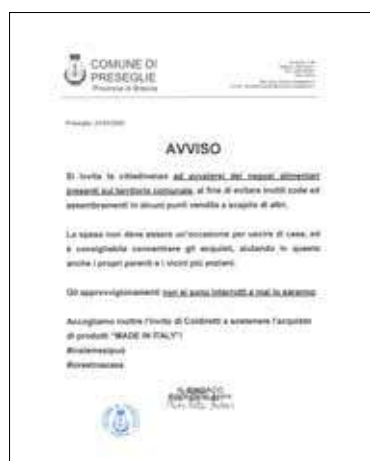 COMUNE DI
PRESEGLIE
Provincia di Brescia
AVVISO
Si invita la cittadinanza ad avvalersi dei negozi alimentari
presenti sul territorio comunale, al fine di evitare inutili code ed
assembramenti in alcuni punti vendita a scapito di altri.
La spesa non deve essere un'occasione per uscire di casa, ed
è consigliabile concentrare gli acquisti, aiutando in questo
anche i propri parenti e i vicini più anziani.
Gli approvvigionamenti non si sono interrotti e mai lo saranno.
Accogliamo inoltre l'invito di Coldiretti a sostenere l'acquisto
di prodotti "MADE IN ITALY"!
#insiemesipuò
#iorestoacasa
IL SINDACO